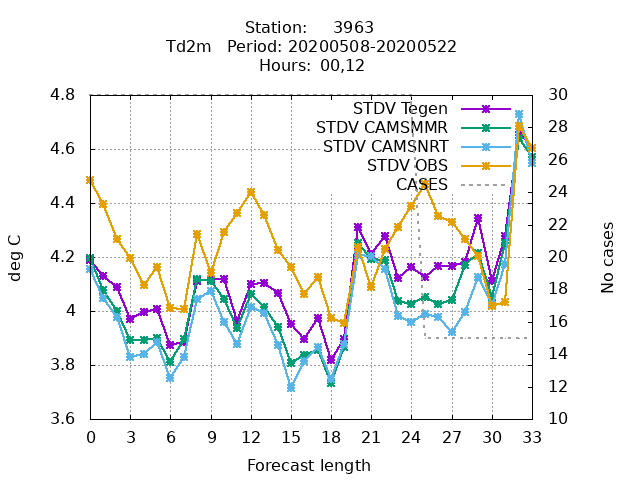 Station: 3963
Td2m Period: 20200508-20200522
Hours: 00,12
4.8
4.6
4.4
4.2
4
3.8
3.6
30
28
26
24
22
20
18
16
14
12
10
STDV Tegen
STDV CAMSMMR
STDV CAMSNRT
STDV OBS
CASES
deg C
No cases
0 3 6 9 12 15 18 21 24 27 30 33
Forecast length